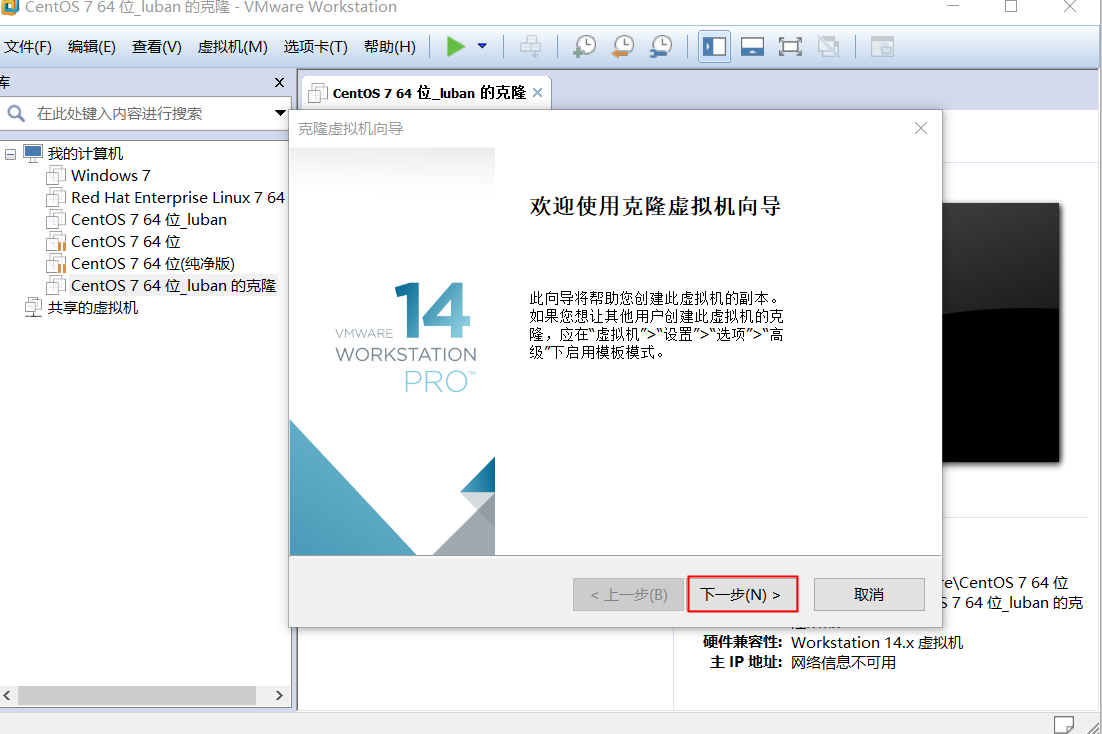 CentOS 7 64 位_luban 的克隆 - VMware Workstation
文件(F) 编辑(E) 查看(V) 虚拟机(M) 选项卡(T) 帮助(H)
库
在此处键入内容进行搜索
我的计算机
Windows 7
Red Hat Enterprise Linux 7 64
CentOS 7 64 位_luban
CentOS 7 64 位
CentOS 7 64 位(纯净版)
CentOS 7 64 位_luban 的克隆
共享的虚拟机
CentOS 7 64 位_luban 的克隆
克隆虚拟机向导
14
VMWARE
WORKSTATION
PRO™
欢迎使用克隆虚拟机向导
此向导将帮助您创建此虚拟机的副本。
如果您想让其他用户创建此虚拟机的克
隆，应在“虚拟机”>“设置”>“选项”>“高
级”下启用模板模式。
< 上一步(B) 下一步(N) > 取消
re\CentOS 7 64 位
S 7 64 位_luban 的克
硬件兼容性: Workstation 14.x 虚拟机
主 IP 地址: 网络信息不可用